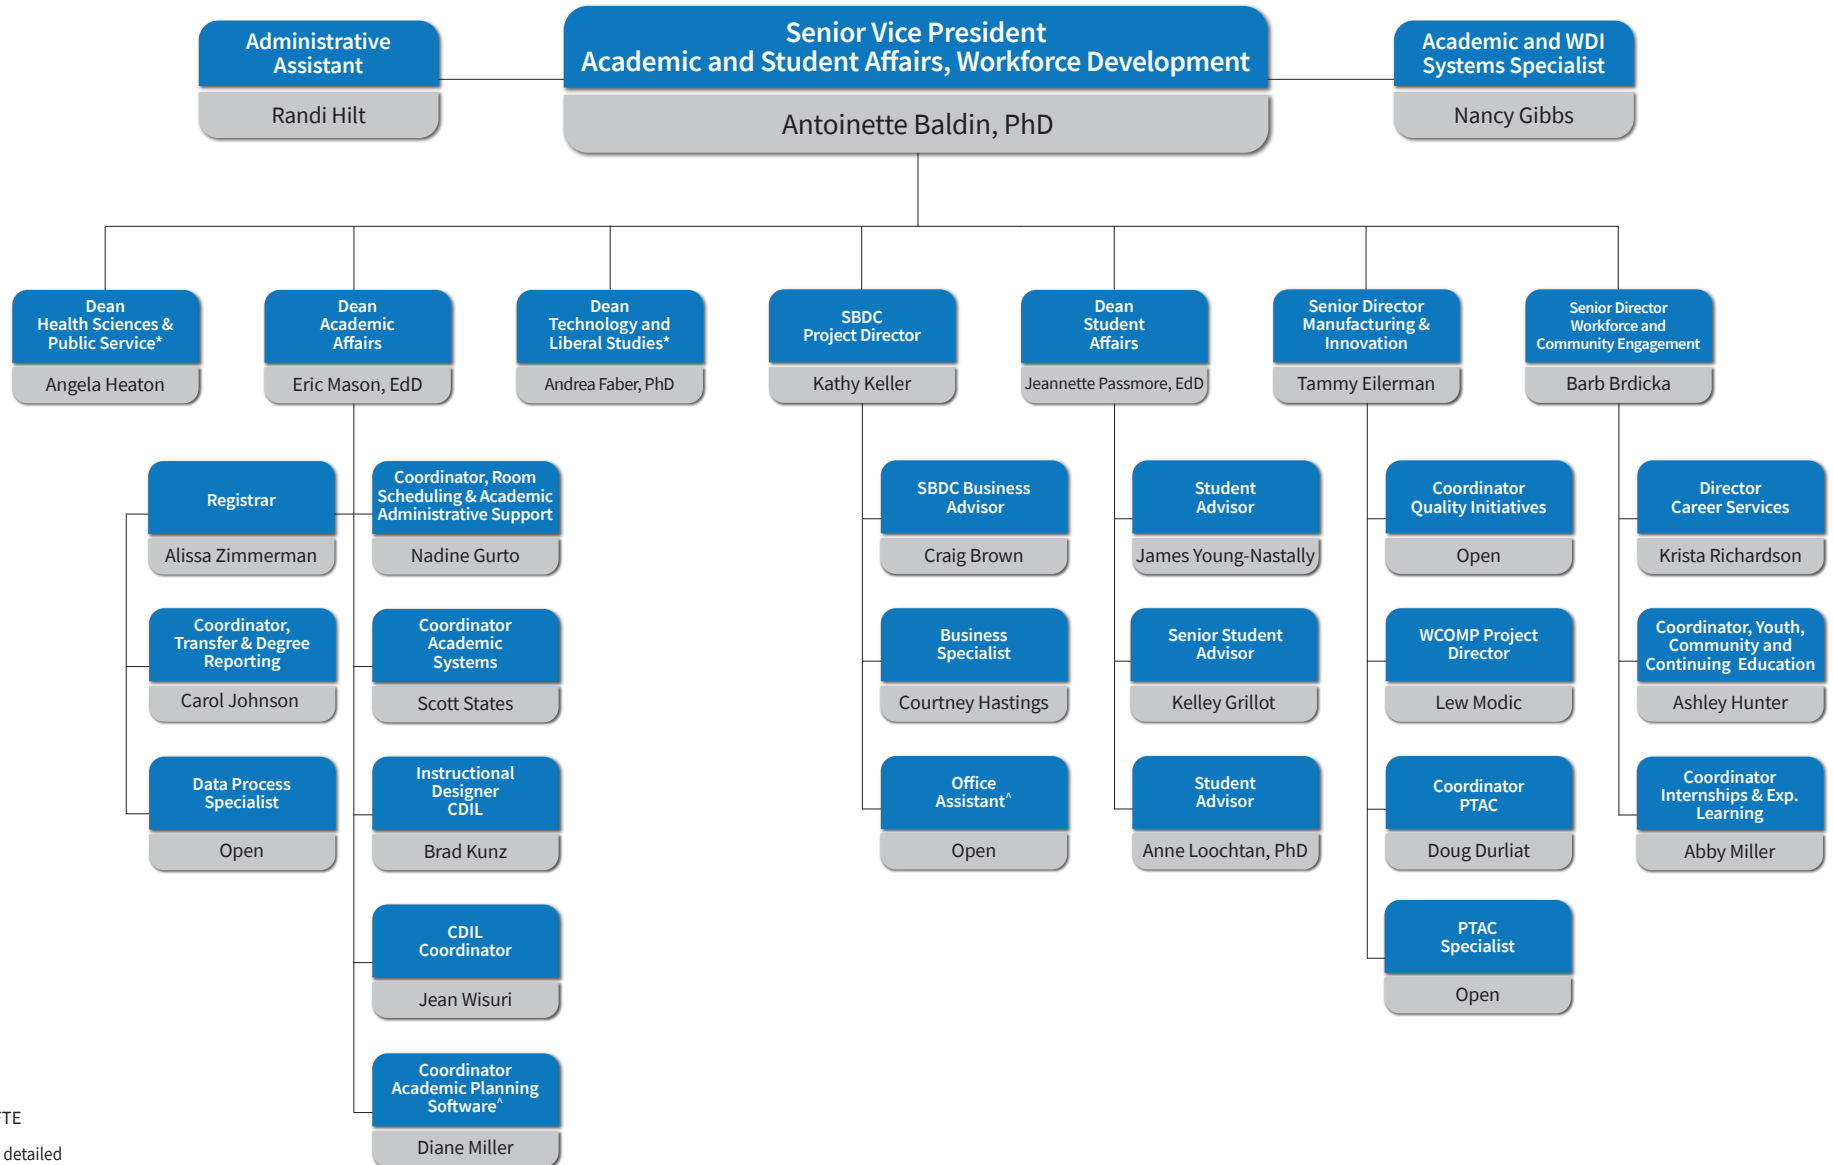 Administrative
Assistant
Randi Hilt
Senior Vice President
Academic and Student Affairs, Workforce Development
Antoinette Baldin, PhD
Academic and WDI
Systems Specialist
Nancy Gibbs
Dean
Health Sciences &
Public Service*
Angela Heaton
Dean
Academic
Affairs
Eric Mason, EdD
Dean
Technology and
Liberal Studies*
Andrea Faber, PhD
SBDC
Project Director
Kathy Keller
Dean
Student
Affairs
Jeannette Passmore, EdD
Senior Director
Manufacturing &
Innovation
Tammy Eilerman
Senior Director
Workforce and
Community Engagement
Barb Brdicka
Registrar
Alissa Zimmerman
Coordinator, Room
Scheduling & Academic
Administrative Support
Nadine Gurto
SBDC Business
Advisor
Craig Brown
Student
Advisor
James Young-Nastally
Coordinator
Quality Initiatives
Open
Director
Career Services
Krista Richardson
Coordinator,
Transfer & Degree
Reporting
Carol Johnson
Coordinator
Academic
Systems
Scott States
Business
Specialist
Courtney Hastings
Senior Student
Advisor
Kelley Grillot
WCOMP Project
Director
Lew Modic
Coordinator, Youth,
Community and
Continuing Education
Ashley Hunter
Data Process
Specialist
Open
Instructional
Designer
CDIL
Brad Kunz
Office
Assistant^
Open
Student
Advisor
Anne Loochtan, PhD
Coordinator
PTAC
Doug Durliat
Coordinator
Internships & Exp.
Learning
Abby Miller
CDIL
Coordinator
Jean Wisuri
PTAC
Specialist
Open
Coordinator
Academic Planning
Software^
Diane Miller
detailed